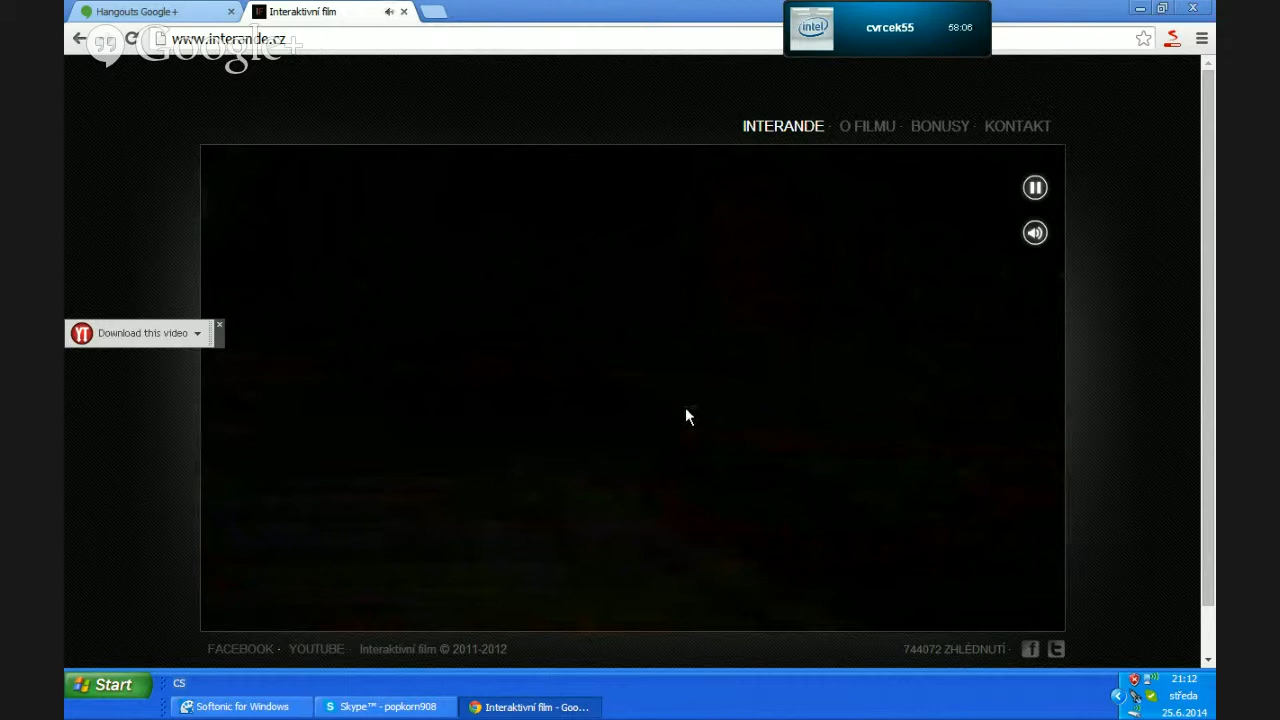 Hangouts Google+
Interaktivní film
www.interande.cz
Google+
intel
cvrcek55
58:06
INTERANDE · O FILMU · BONUSY · KONTAKT
YT Download this video
FACEBOOK · YOUTUBE Interaktivní film © 2011-2012
744072 ZHLÉDNUTÍ ·
Start
CS
Softonic for Windows
Skype™ - popkorn908
Interaktivní film - Goo...
21:12
středa
25.6.2014